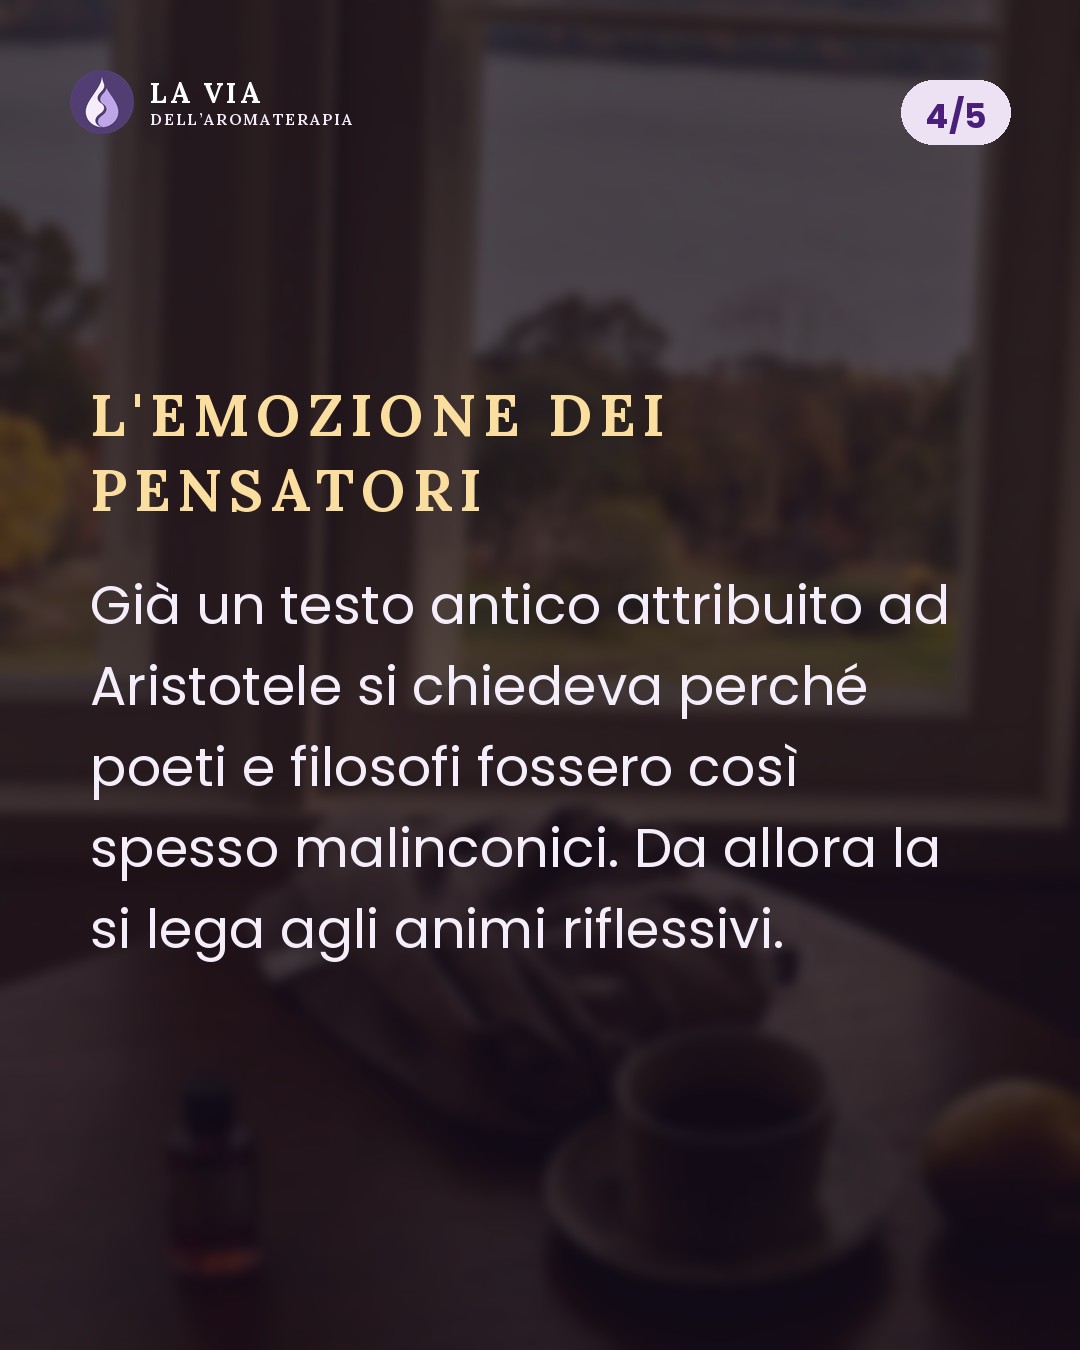 LA VIA
DELL'AROMATERAPIA
4/5
L'EMOZIONE DEI
PENSATORI
Già un testo antico attribuito ad
Aristotele si chiedeva perché
poeti e filosofi fossero così
spesso malinconici. Da allora la
si lega agli animi riflessivi.